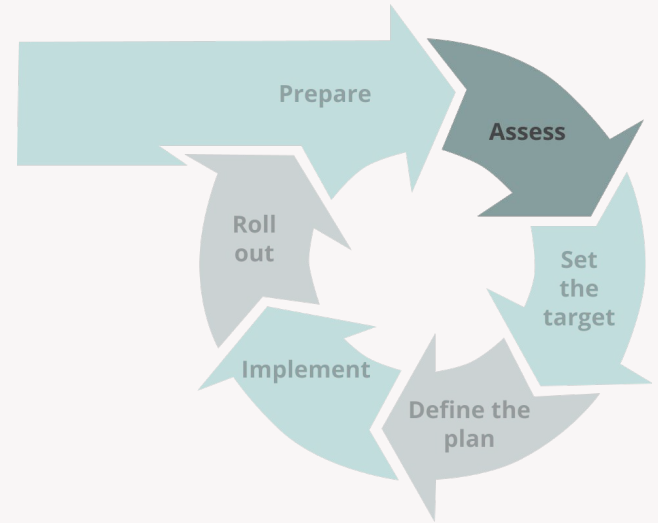 Prepare
Assess
Set
the
target
Define the
plan
Implement
Roll
out